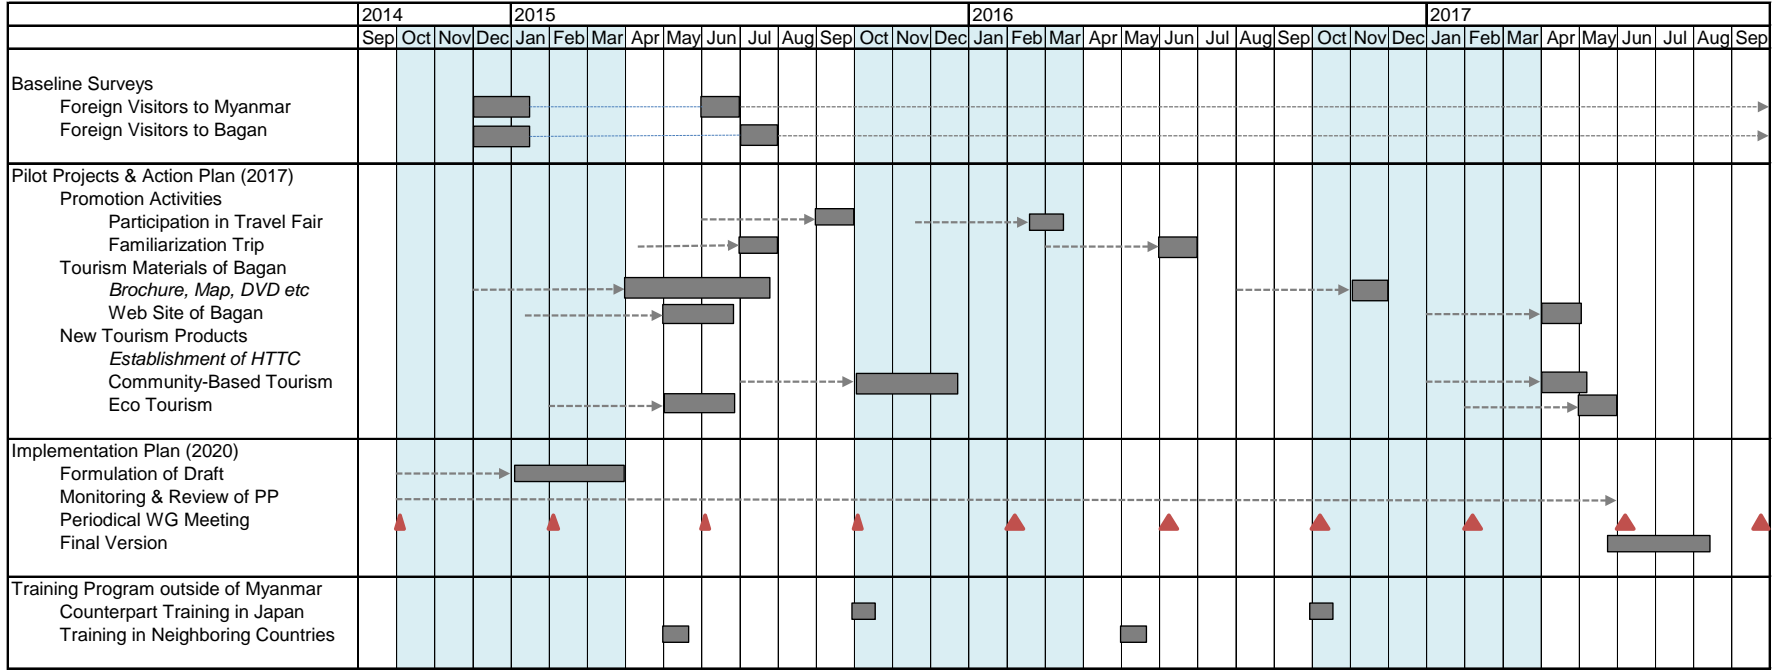 2014 2015 2016 2017
Sep Oct Nov Dec Jan Feb Mar Apr May Jun Jul Aug Sep Oct Nov Dec Jan Feb Mar Apr May Jun Jul Aug Sep Oct Nov Dec Jan Feb Mar Apr May Jun Jul Aug Sep
Baseline Surveys
Foreign Visitors to Myanmar
Foreign Visitors to Bagan
Pilot Projects & Action Plan (2017)
Promotion Activities
Participation in Travel Fair
Familiarization Trip
Tourism Materials of Bagan
Brochure, Map, DVD etc
Web Site of Bagan
New Tourism Products
Establishment of HTTC
Community-Based Tourism
Eco Tourism
Implementation Plan (2020)
Formulation of Draft
Monitoring & Review of PP
Periodical WG Meeting
Final Version
Training Program outside of Myanmar
Counterpart Training in Japan
Training in Neighboring Countries